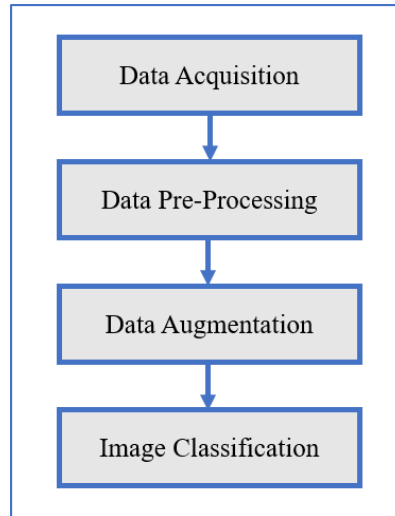 Data Acquisition
Data Pre-Processing
Data Augmentation
Image Classification